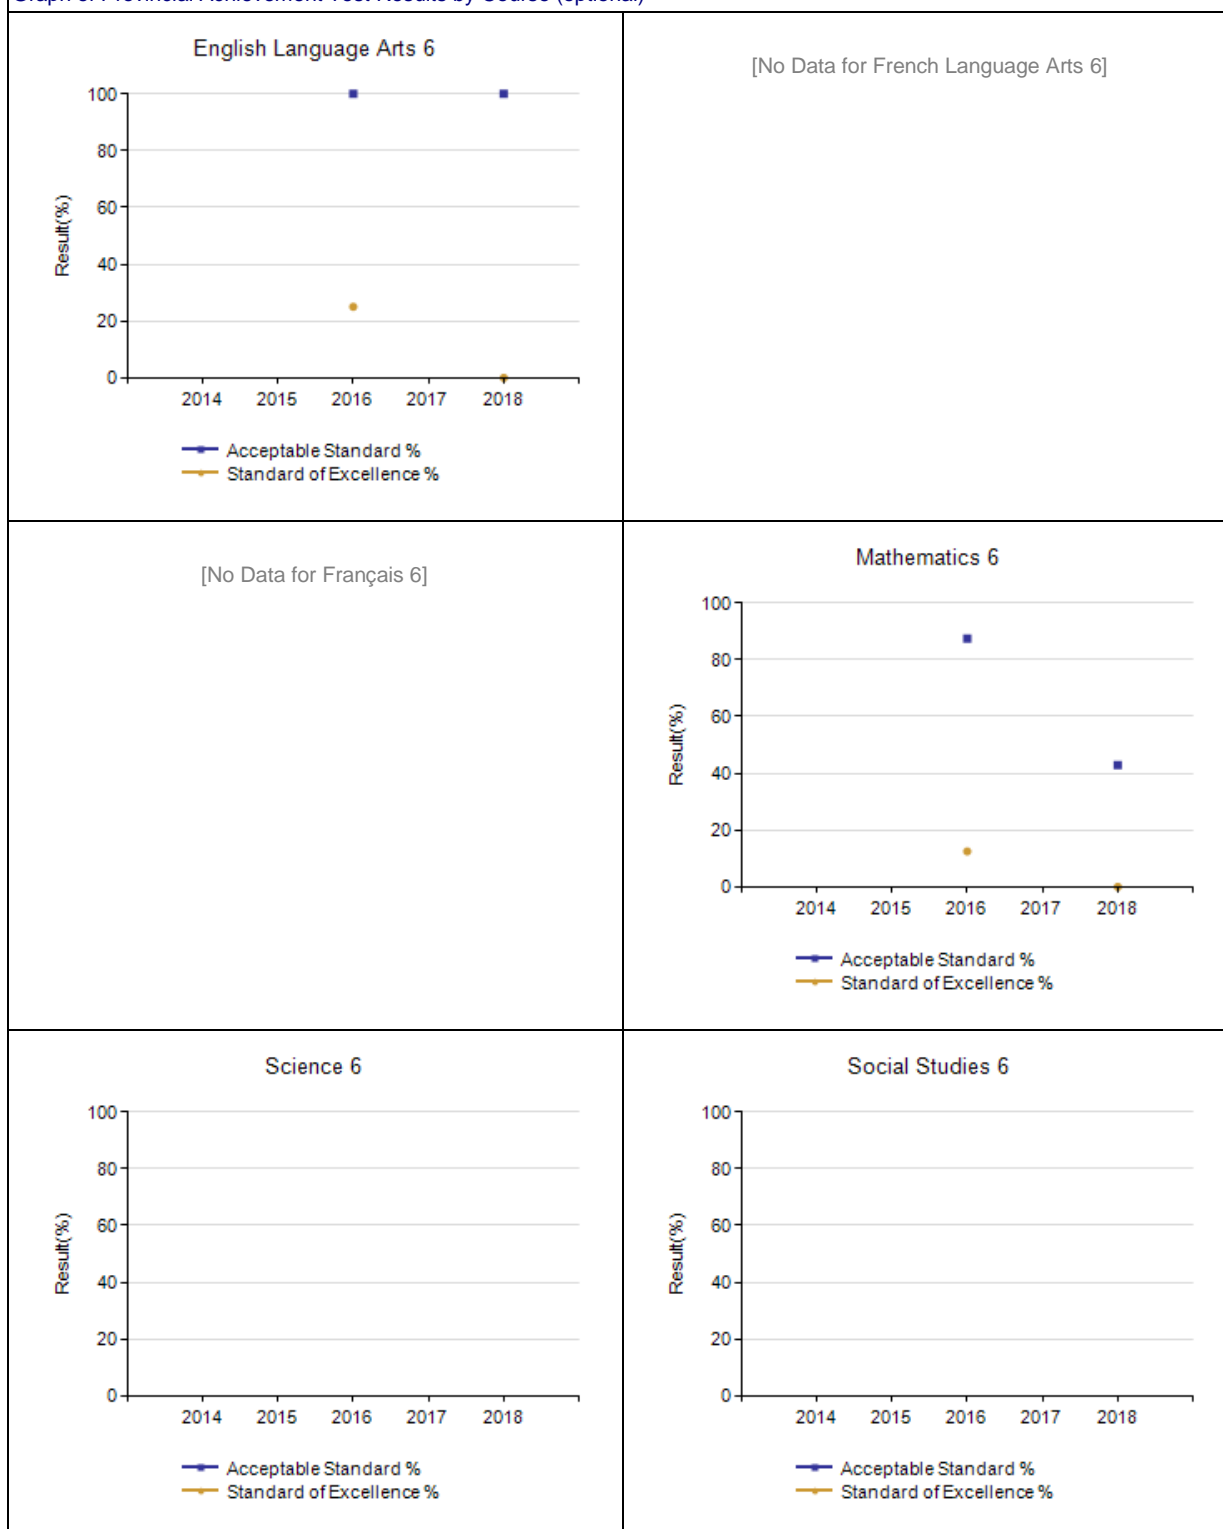 English Language Arts 6
100
80
60
40
20
0
Result(%)
2014 2015 2016 2017 2018
Acceptable Standard %
Standard of Excellence %
[No Data for French Language Arts 6]
[No Data for Français 6]
Mathematics 6
100
80
60
40
20
0
Result(%)
2014 2015 2016 2017 2018
Acceptable Standard %
Standard of Excellence %
Science 6
100
80
60
40
20
0
Result(%)
2014 2015 2016 2017 2018
Acceptable Standard %
Standard of Excellence %
Social Studies 6
100
80
60
40
20
0
Result(%)
2014 2015 2016 2017 2018
Acceptable Standard %
Standard of Excellence %